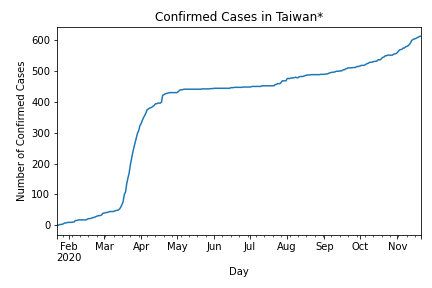 Confirmed Cases in Taiwan*
Number of Confirmed Cases
600
500
400
300
200
100
0
Feb Mar Apr May Jun Jul Aug Sep Oct Nov
2020
Day